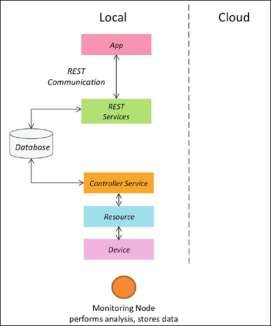 Local
Cloud
App
REST
Communication
REST
Services
Database
Controller Service
Resource
Device
Monitoring Node
performs analysis, stores data